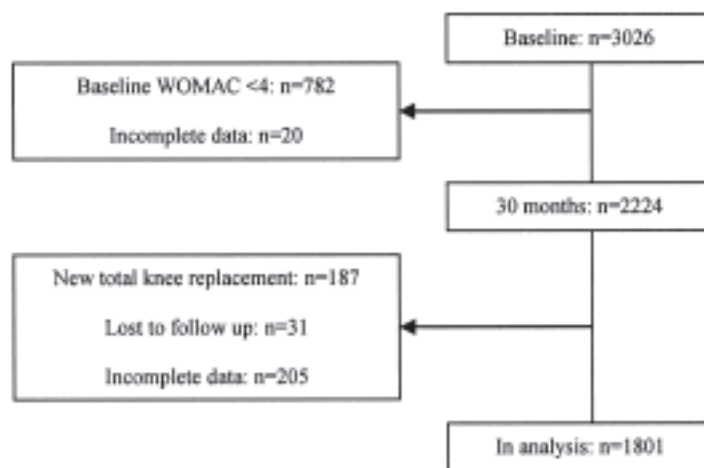 Baseline: n=3026
Baseline WOMAC <4: n=782
Incomplete data: n=20
30 months: n=2224
New total knee replacement: n=187
Lost to follow up: n=31
Incomplete data: n=205
In analysis: n=1801